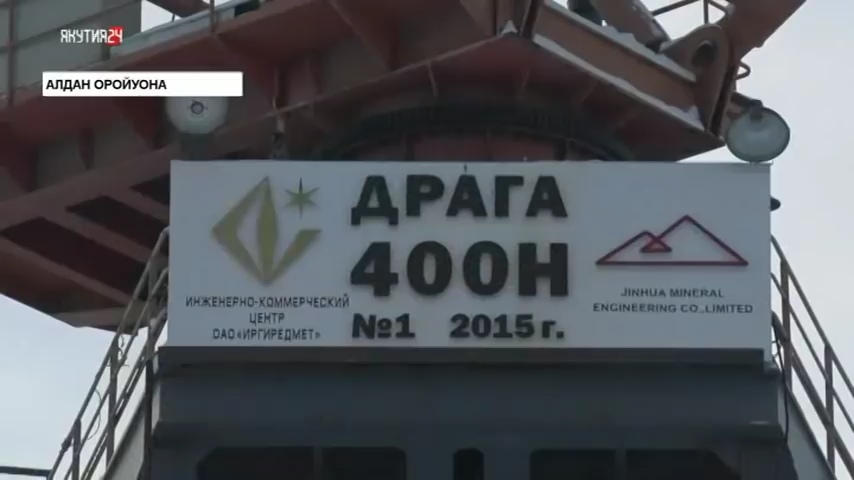 ЯКУТИЯ24
АЛДАН ОРОЙУОНА
ДРАГА
400Н
№1 2015 г.
ИНЖЕНЕРНО-КОММЕРЧЕСКИЙ
ЦЕНТР
ОАО «ИРГИРЕДМЕТ»
JINHUA MINERAL
ENGINEERING CO.,LIMITED